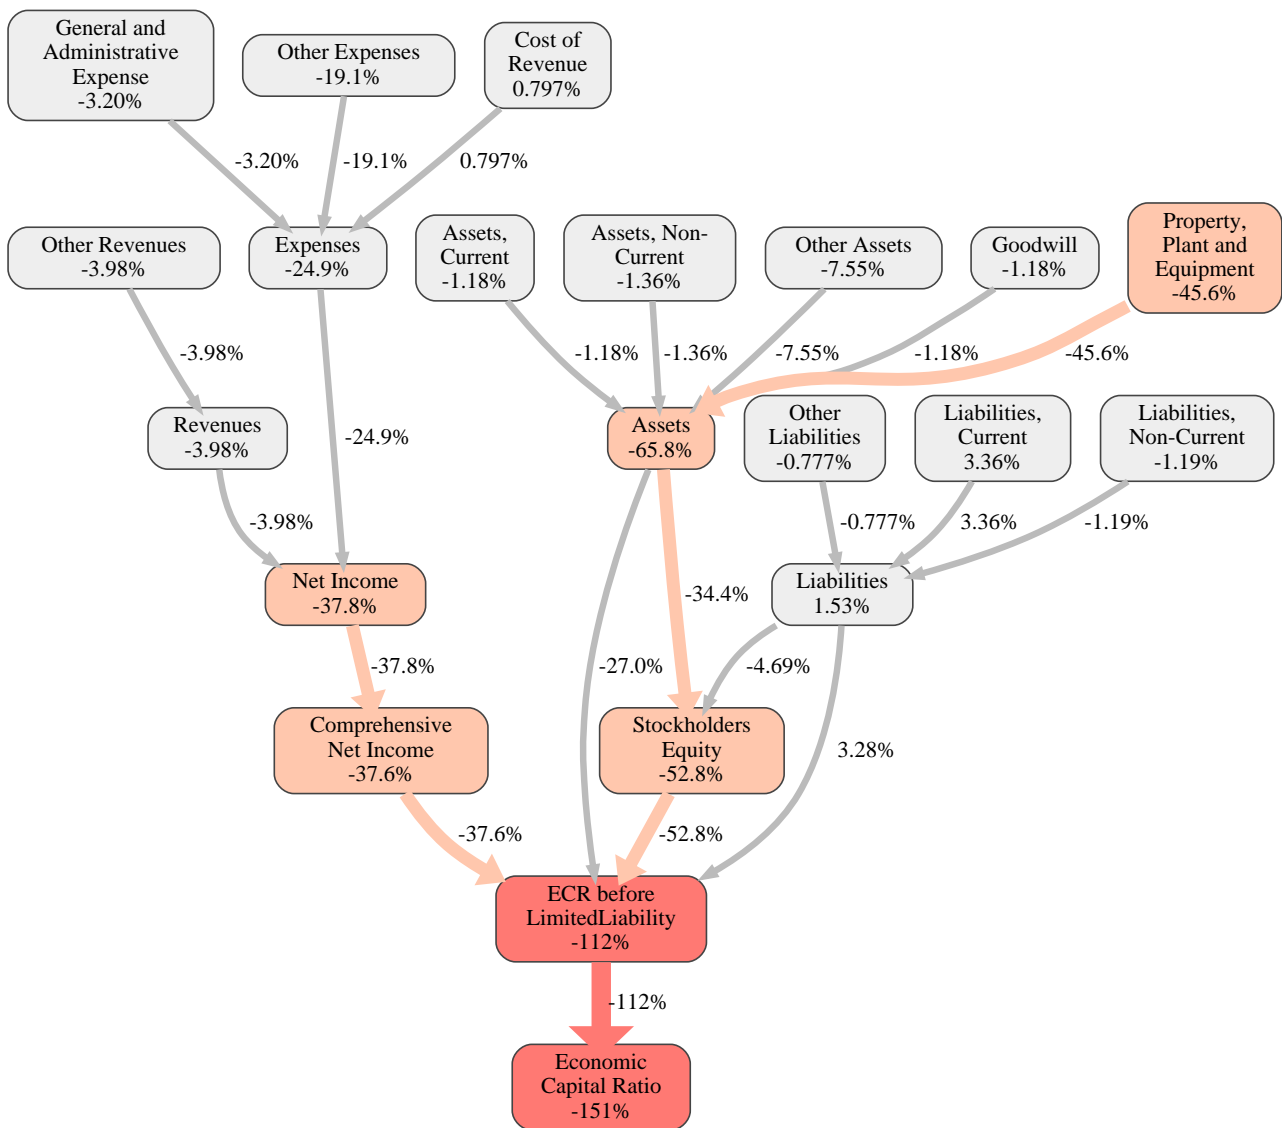 General and
Administrative
Expense
-3.20%
Other Expenses
-19.1%
Cost of
Revenue
0.797%
-3.20%
-19.1%
0.797%
Other Revenues
-3.98%
Expenses
-24.9%
Assets,
Current
-1.18%
Assets, Non-
Current
-1.36%
Other Assets
-7.55%
Goodwill
-1.18%
Property,
Plant and
Equipment
-45.6%
-3.98%
-24.9%
-1.18%
-1.36%
-7.55%
-1.18%
-45.6%
Revenues
-3.98%
Assets
-65.8%
Other
Liabilities
-0.777%
Liabilities,
Current
3.36%
Liabilities,
Non-Current
-1.19%
-3.98%
-0.777%
3.36%
-1.19%
Net Income
-37.8%
Liabilities
1.53%
-34.4%
-37.8%
-27.0%
-4.69%
Comprehensive
Net Income
-37.6%
Stockholders
Equity
-52.8%
3.28%
-37.6%
-52.8%
ECR before
LimitedLiability
-112%
-112%
Economic
Capital Ratio
-151%